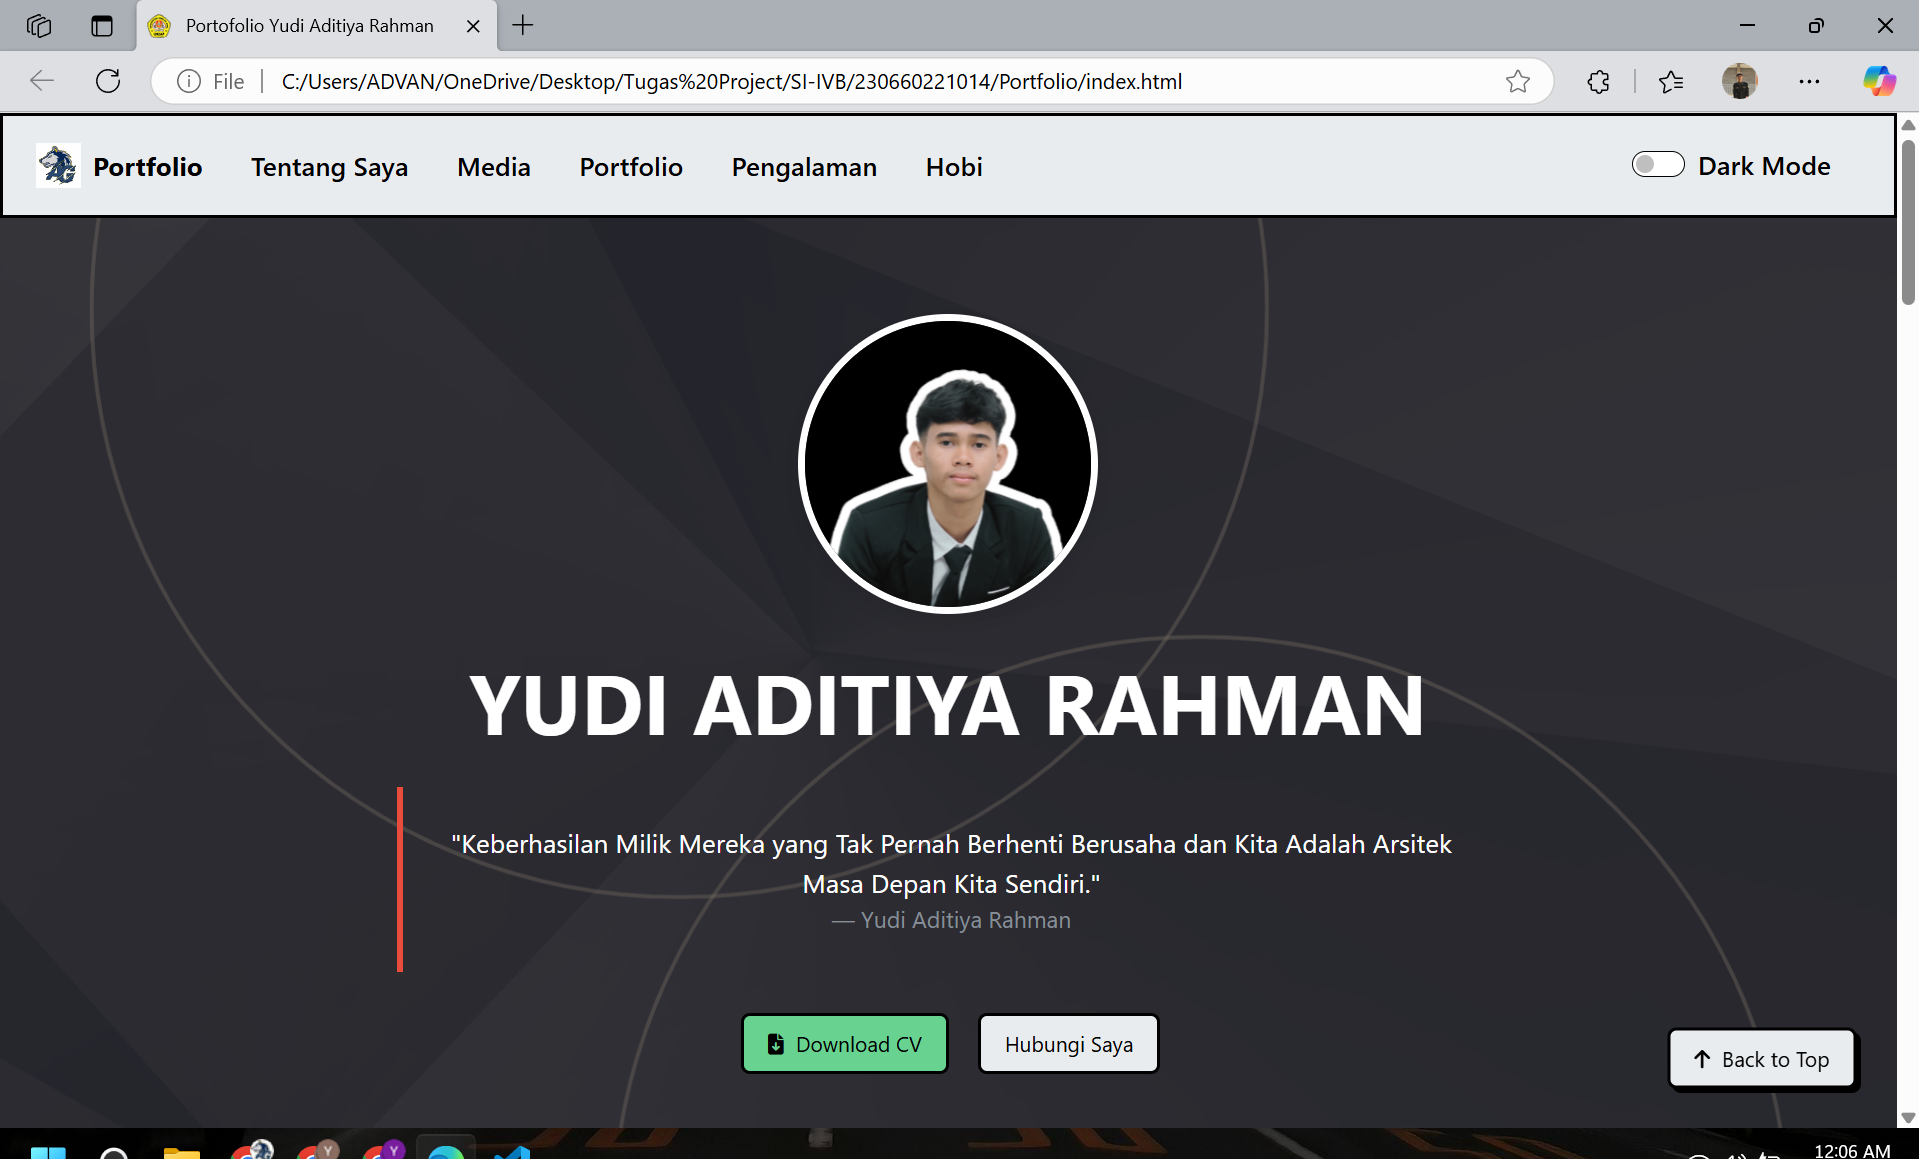 Portofolio Yudi Aditiya Rahman
File
C:/Users/ADVAN/OneDrive/Desktop/Tugas%20Project/SI-IVB/230660221014/Portfolio/index.html
Portfolio Tentang Saya Media Portfolio Pengalaman Hobi Dark Mode
YUDI ADITIYA RAHMAN
"Keberhasilan Milik Mereka yang Tak Pernah Berhenti Berusaha dan Kita Adalah Arsitek
Masa Depan Kita Sendiri."
— Yudi Aditiya Rahman
Download CV
Hubungi Saya
Back to Top
Y
Y
12:06 AM